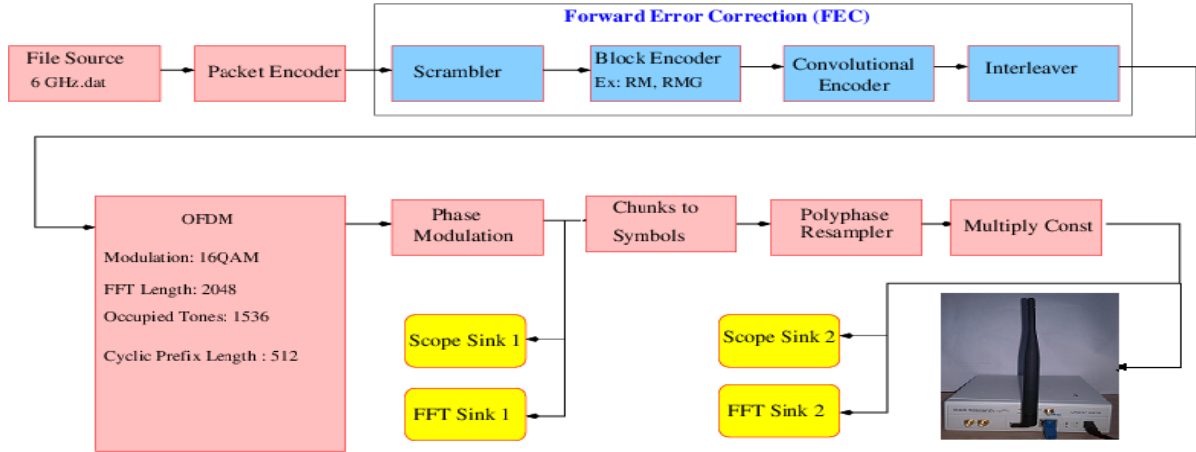 Forward Error Correction (FEC)
File Source
6 GHz.dat
Packet Encoder
Scrambler
Block Encoder
Ex: RM, RMG
Convolutional
Encoder
Interleaver
OFDM
Modulation: 16QAM
FFT Length: 2048
Occupied Tones: 1536
Cyclic Prefix Length : 512
Phase
Modulation
Chunks to
Symbols
Polyphase
Resampler
Multiply Const
Scope Sink 1
FFT Sink 1
Scope Sink 2
FFT Sink 2